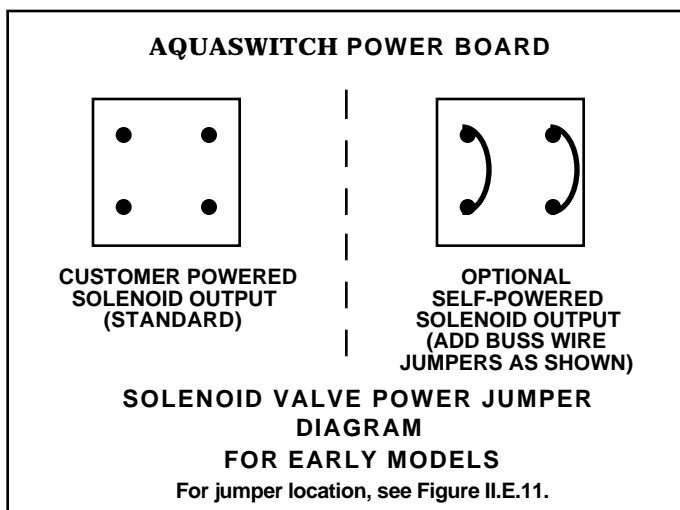 AQUASWITCH POWER BOARD
CUSTOMER POWERED
SOLENOID OUTPUT
(STANDARD)
OPTIONAL
SELF-POWERED
SOLENOID OUTPUT
(ADD BUSS WIRE
JUMPERS AS SHOWN)
SOLENOID VALVE POWER JUMPER
DIAGRAM
FOR EARLY MODELS
For jumper location, see Figure II.E.11.